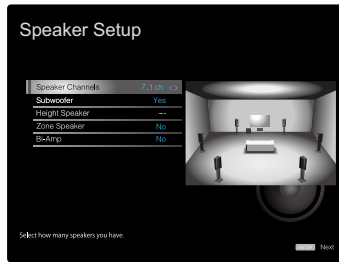 Speaker Setup
Speaker Channels 7.1 ch <>
Subwoofer Yes
Height Speaker ---
Zone Speaker No
Bi-Amp No
Select how many speakers you have.
Next